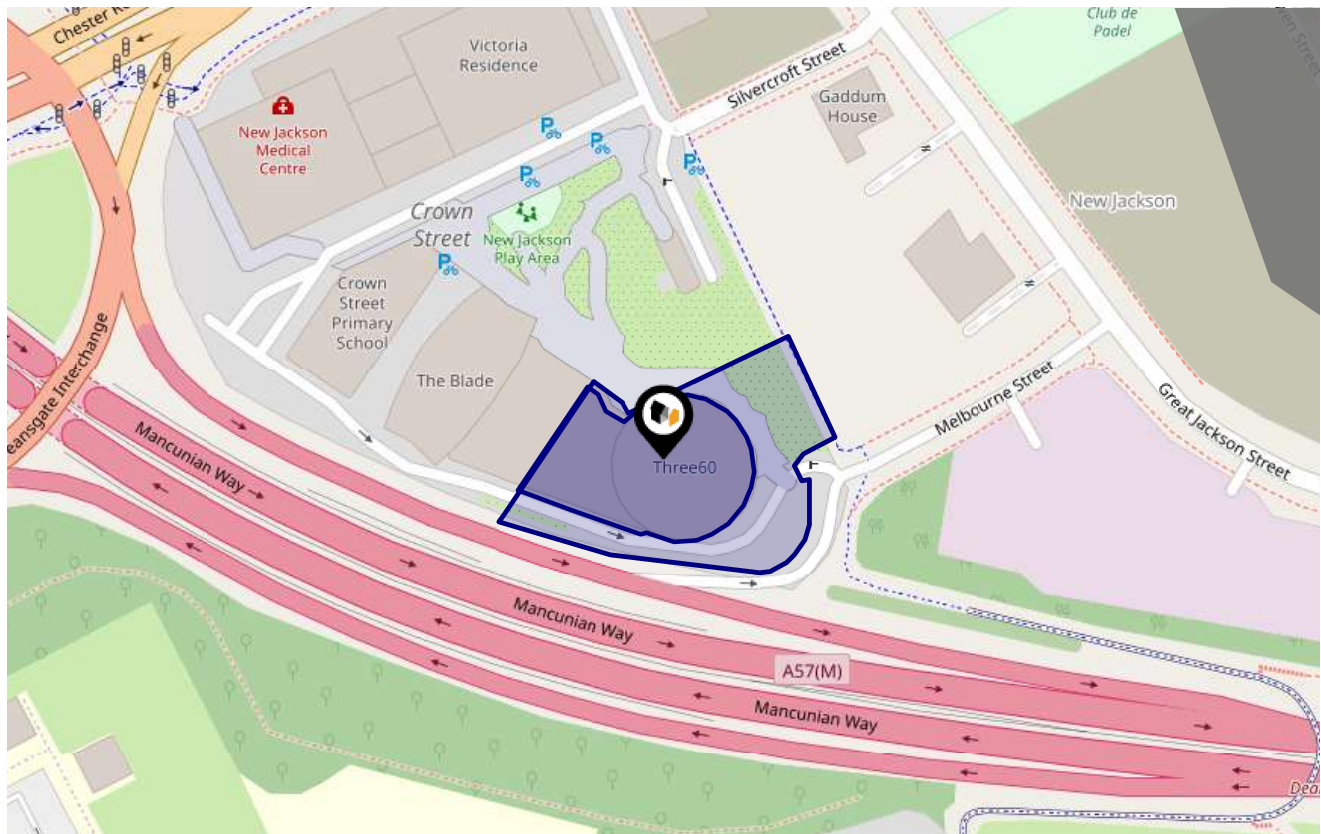 Chester Ro
Victoria
Residence
Club de
Padel
Silvercroft Street
Gaddum
House
New Jackson
Medical
Centre
P
P
P
P
P
Crown
Street
New Jackson
Play Area
New Jackson
Crown
Street
Primary
School
The Blade
Melbourne Street
Great Jackson Street
eansgate Interchange
Three60
Mancunian Way
Mancunian Way
A57(M)
Mancunian Way
Dea